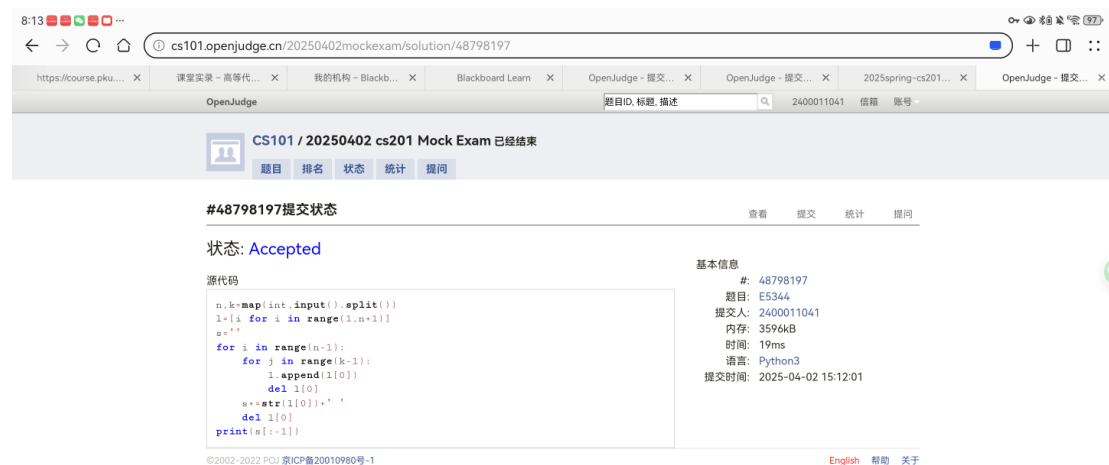 8:13 ... 97
cs101.openjudge.cn/20250402mockexam/solution/48798197
https://course.pku.... × 课堂实录 – 高等代... × 我的机构 – Blackb... × Blackboard Learn × OpenJudge - 提交... × OpenJudge - 提交... × 2025spring-cs201... × OpenJudge - 提交... ×
OpenJudge 题目ID, 标题, 描述 2400011041 信箱 账号
CS101 / 20250402 cs201 Mock Exam 已经结束
题目 排名 状态 统计 提问
#48798197提交状态 查看 提交 统计 提问
状态: Accepted
源代码
n,k=map(int,input().split())
l=[i for i in range(1,n+1)]
s=''
for i in range(n-1):
    for j in range(k-1):
        l.append(l[0])
        del l[0]
    s+=str(l[0])+' '
    del l[0]
print(s[:-1])
基本信息
#: 48798197
题目: E5344
提交人: 2400011041
内存: 3596kB
时间: 19ms
语言: Python3
提交时间: 2025-04-02 15:12:01
©2002-2022 POJ 京ICP备20010980号-1 English 帮助 关于